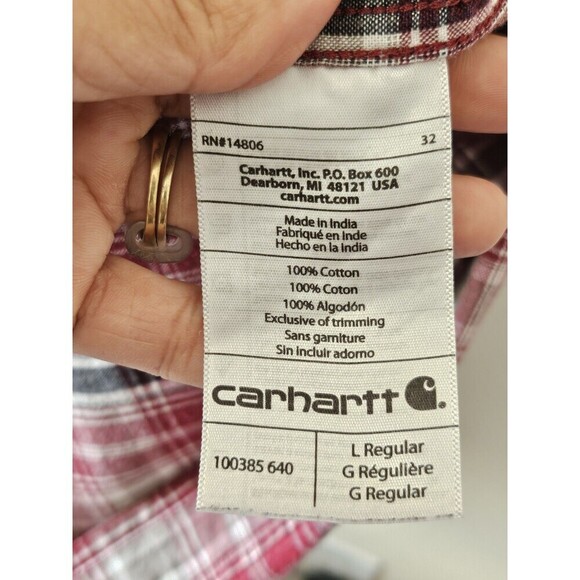 RN#14806 32
Carhartt, Inc. P.O. Box 600
Dearborn, MI 48121 USA
carhartt.com
Made in India
Fabriqué en Inde
Hecho en la India
100% Cotton
100% Coton
100% Algodón
Exclusive of trimming
Sans garniture
Sin incluir adorno
carhartt
100385 640
L Regular
G Régulière
G Regular